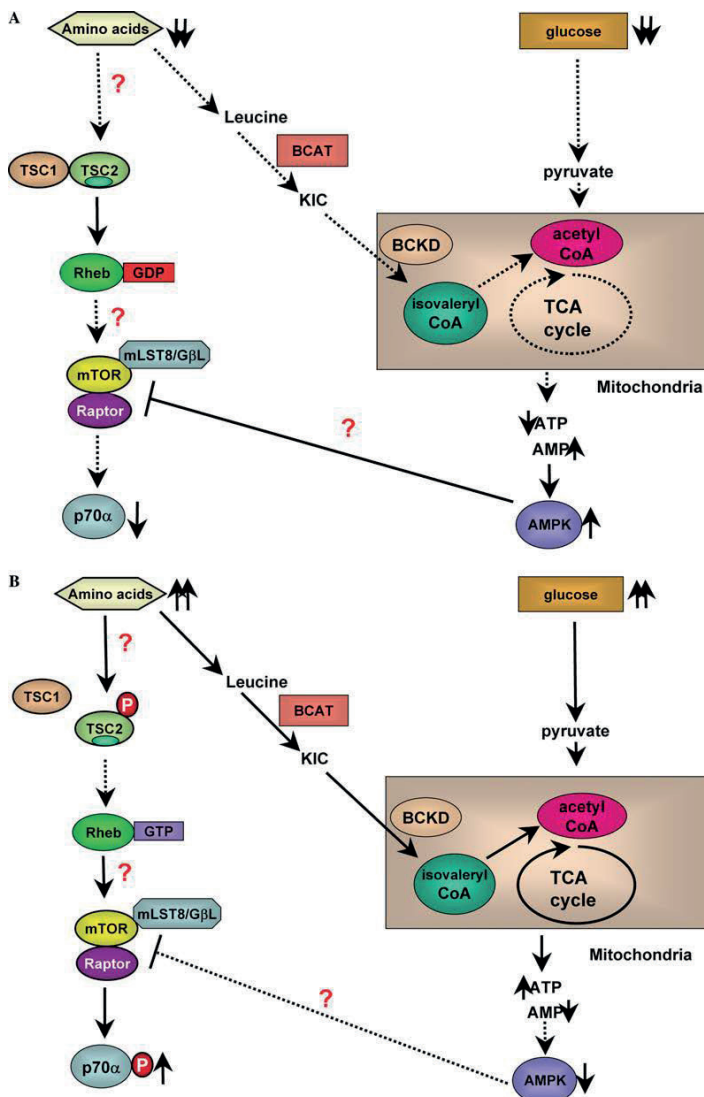 A
Amino acids
glucose
?
Leucine
BCAT
TSC1
TSC2
KIC
pyruvate
BCKD
acetyl
CoA
Rheb
GDP
isovaleryl
CoA
TCA
cycle
?
mLST8/GβL
mTOR
Mitochondria
Raptor
?
ATP
AMP
p70α
AMPK
B
Amino acids
glucose
?
Leucine
TSC1
P
BCAT
TSC2
pyruvate
KIC
acetyl
CoA
BCKD
Rheb
GTP
isovaleryl
CoA
TCA
cycle
?
mLST8/GβL
mTOR
Mitochondria
Raptor
?
ATP
AMP
p70α
P
AMPK